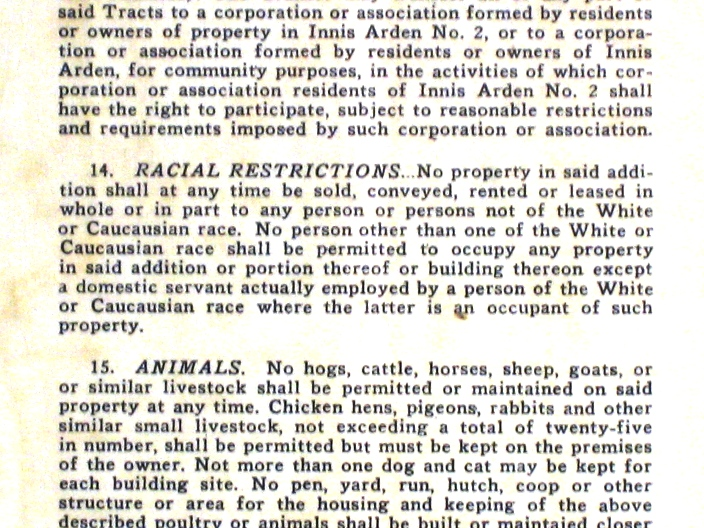 said Tracts to a corporation or association formed by residents
or owners of property in Innis Arden No. 2, or to a corpora-
tion or association formed by residents or owners of Innis
Arden, for community purposes, in the activities of which cor-
poration or association residents of Innis Arden No. 2 shall
have the right to participate, subject to reasonable restrictions
and requirements imposed by such corporation or association.
14. RACIAL RESTRICTIONS...No property in said addi-
tion shall at any time be sold, conveyed, rented or leased in
whole or in part to any person or persons not of the White
or Caucausian race. No person other than one of the White or
Caucausian race shall be permitted to occupy any property
in said addition or portion thereof or building thereon except
a domestic servant actually employed by a person of the White
or Caucausian race where the latter is an occupant of such
property.
15. ANIMALS. No hogs, cattle, horses, sheep, goats, or
or similar livestock shall be permitted or maintained on said
property at any time. Chicken hens, pigeons, rabbits and other
similar small livestock, not exceeding a total of twenty-five
in number, shall be permitted but must be kept on the premises
of the owner. Not more than one dog and cat may be kept for
each building site. No pen, yard, run, hutch, coop or other
structure or area for the housing and keeping of the above
described poultry or animals shall be built or maintaied closer